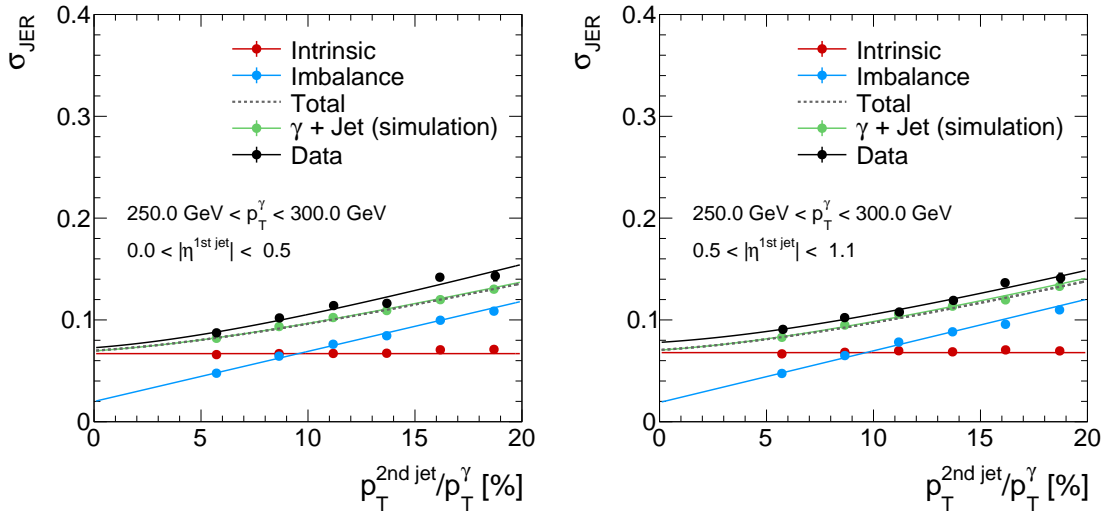 σ_JER
0.4
0.3
0.2
0.1
0
Intrinsic
Imbalance
Total
γ + Jet (simulation)
Data
250.0 GeV < p_T^γ < 300.0 GeV
0.0 < |η^{1st jet}| < 0.5
0 5 10 15 20
p_T^{2nd jet}/p_T^γ [%]
σ_JER
0.4
0.3
0.2
0.1
0
Intrinsic
Imbalance
Total
γ + Jet (simulation)
Data
250.0 GeV < p_T^γ < 300.0 GeV
0.5 < |η^{1st jet}| < 1.1
0 5 10 15 20
p_T^{2nd jet}/p_T^γ [%]